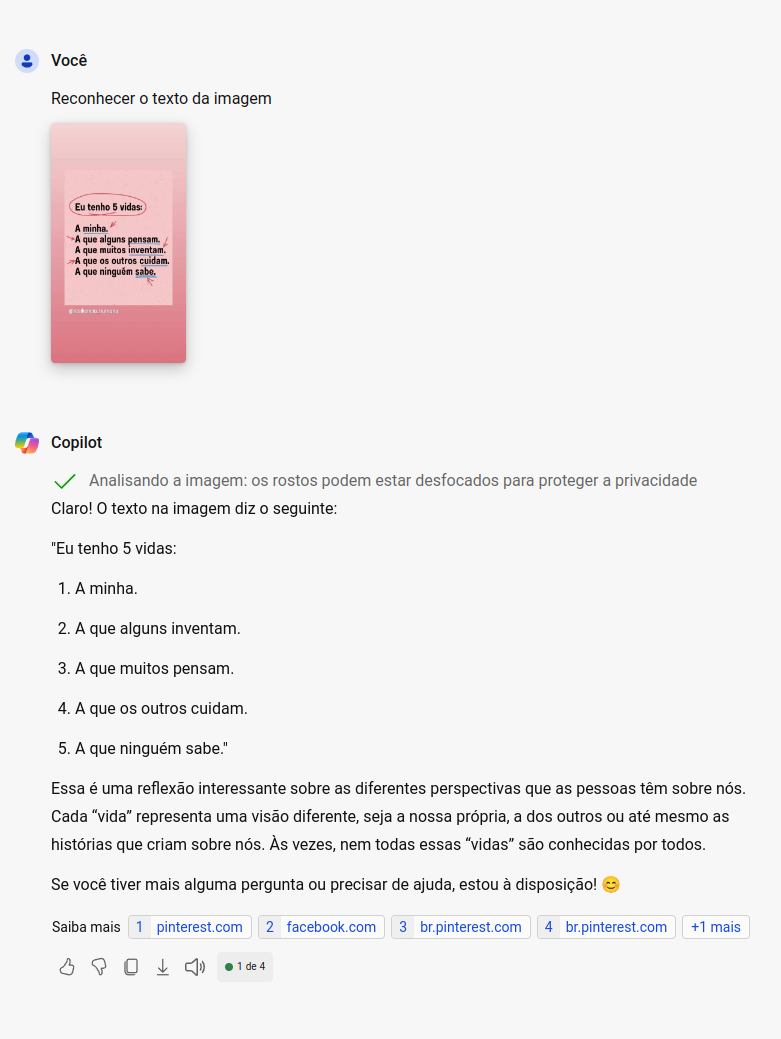 Você
Reconhecer o texto da imagem
Eu tenho 5 vidas:
A minha.
A que alguns pensam.
A que muitos inventam.
A que os outros cuidam.
A que ninguém sabe.
Copilot
Analisando a imagem: os rostos podem estar desfocados para proteger a privacidade
Claro! O texto na imagem diz o seguinte:
"Eu tenho 5 vidas:
1. A minha.
2. A que alguns inventam.
3. A que muitos pensam.
4. A que os outros cuidam.
5. A que ninguém sabe."
Essa é uma reflexão interessante sobre as diferentes perspectivas que as pessoas têm sobre nós.
Cada “vida” representa uma visão diferente, seja a nossa própria, a dos outros ou até mesmo as
histórias que criam sobre nós. Às vezes, nem todas essas “vidas” são conhecidas por todos.
Se você tiver mais alguma pergunta ou precisar de ajuda, estou à disposição! 😊
Saiba mais 1 pinterest.com 2 facebook.com 3 br.pinterest.com 4 br.pinterest.com +1 mais
1 de 4